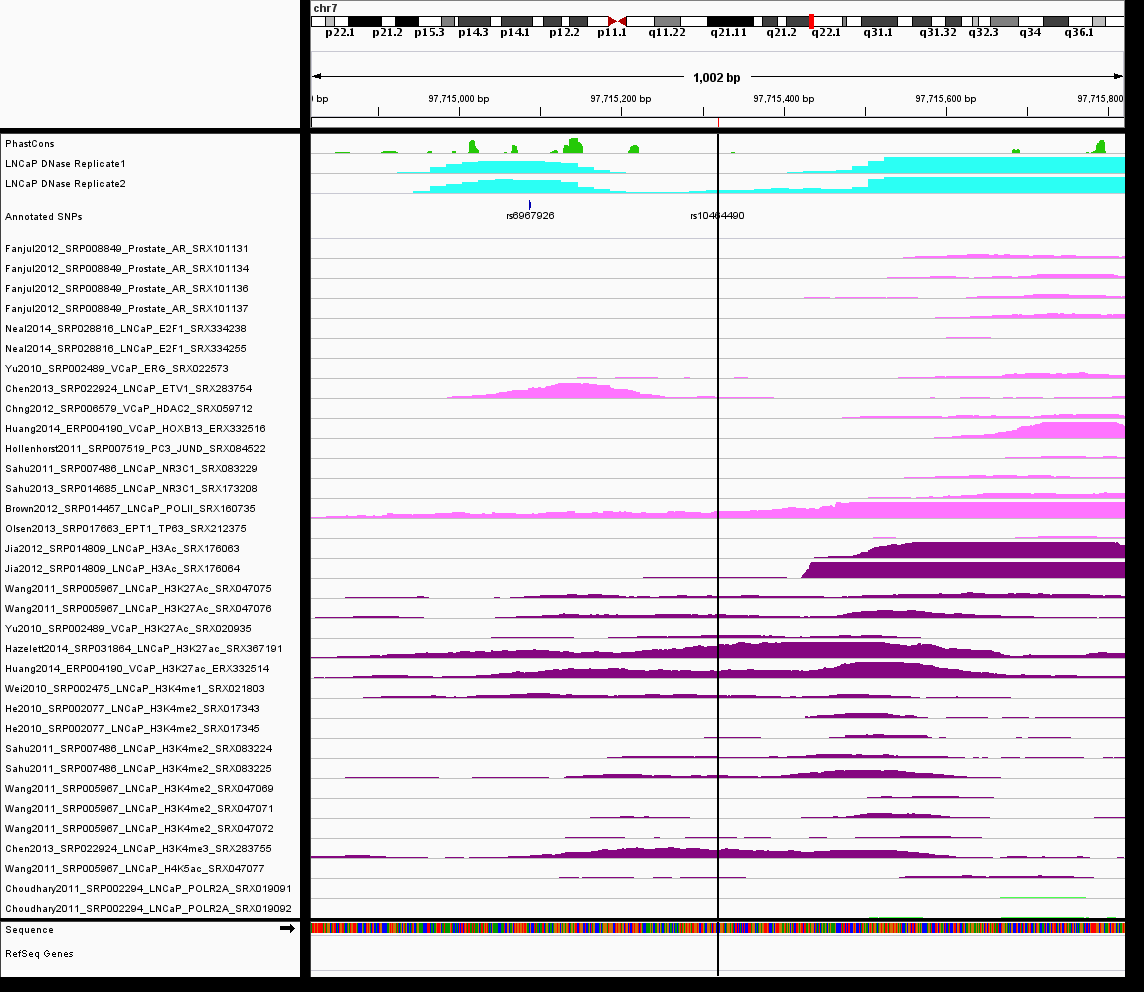 chr7
p22.1 p21.2 p15.3 p14.3 p14.1 p12.2 p11.1 q11.22 q21.11 q21.2 q22.1 q31.1 q31.32 q32.3 q34 q36.1
1,002 bp
0 bp 97,715,000 bp 97,715,200 bp 97,715,400 bp 97,715,600 bp 97,715,800
PhastCons
LNCaP DNase Replicate1
LNCaP DNase Replicate2
Annotated SNPs
rs6967926 rs10464490
Fanjul2012_SRP008849_Prostate_AR_SRX101131
Fanjul2012_SRP008849_Prostate_AR_SRX101134
Fanjul2012_SRP008849_Prostate_AR_SRX101136
Fanjul2012_SRP008849_Prostate_AR_SRX101137
Neal2014_SRP028816_LNCaP_E2F1_SRX334238
Neal2014_SRP028816_LNCaP_E2F1_SRX334255
Yu2010_SRP002489_VCaP_ERG_SRX022573
Chen2013_SRP022924_LNCaP_ETV1_SRX283754
Chng2012_SRP006579_VCaP_HDAC2_SRX059712
Huang2014_ERP004190_VCaP_HOXB13_ERX332516
Hollenhorst2011_SRP007519_PC3_JUND_SRX084522
Sahu2011_SRP007486_LNCaP_NR3C1_SRX083229
Sahu2013_SRP014685_LNCaP_NR3C1_SRX173208
Brown2012_SRP014457_LNCaP_POLII_SRX160735
Olsen2013_SRP017663_EPT1_TP63_SRX212375
Jia2012_SRP014809_LNCaP_H3Ac_SRX176063
Jia2012_SRP014809_LNCaP_H3Ac_SRX176064
Wang2011_SRP005967_LNCaP_H3K27Ac_SRX047075
Wang2011_SRP005967_LNCaP_H3K27Ac_SRX047076
Yu2010_SRP002489_VCaP_H3K27Ac_SRX020935
Hazelett2014_SRP031864_LNCaP_H3K27ac_SRX367191
Huang2014_ERP004190_VCaP_H3K27ac_ERX332514
Wei2010_SRP002475_LNCaP_H3K4me1_SRX021803
He2010_SRP002077_LNCaP_H3K4me2_SRX017343
He2010_SRP002077_LNCaP_H3K4me2_SRX017345
Sahu2011_SRP007486_LNCaP_H3K4me2_SRX083224
Sahu2011_SRP007486_LNCaP_H3K4me2_SRX083225
Wang2011_SRP005967_LNCaP_H3K4me2_SRX047069
Wang2011_SRP005967_LNCaP_H3K4me2_SRX047071
Wang2011_SRP005967_LNCaP_H3K4me2_SRX047072
Chen2013_SRP022924_LNCaP_H3K4me3_SRX283755
Wang2011_SRP005967_LNCaP_H4K5ac_SRX047077
Choudhary2011_SRP002294_LNCaP_POLR2A_SRX019091
Choudhary2011_SRP002294_LNCaP_POLR2A_SRX019092
Sequence
RefSeq Genes